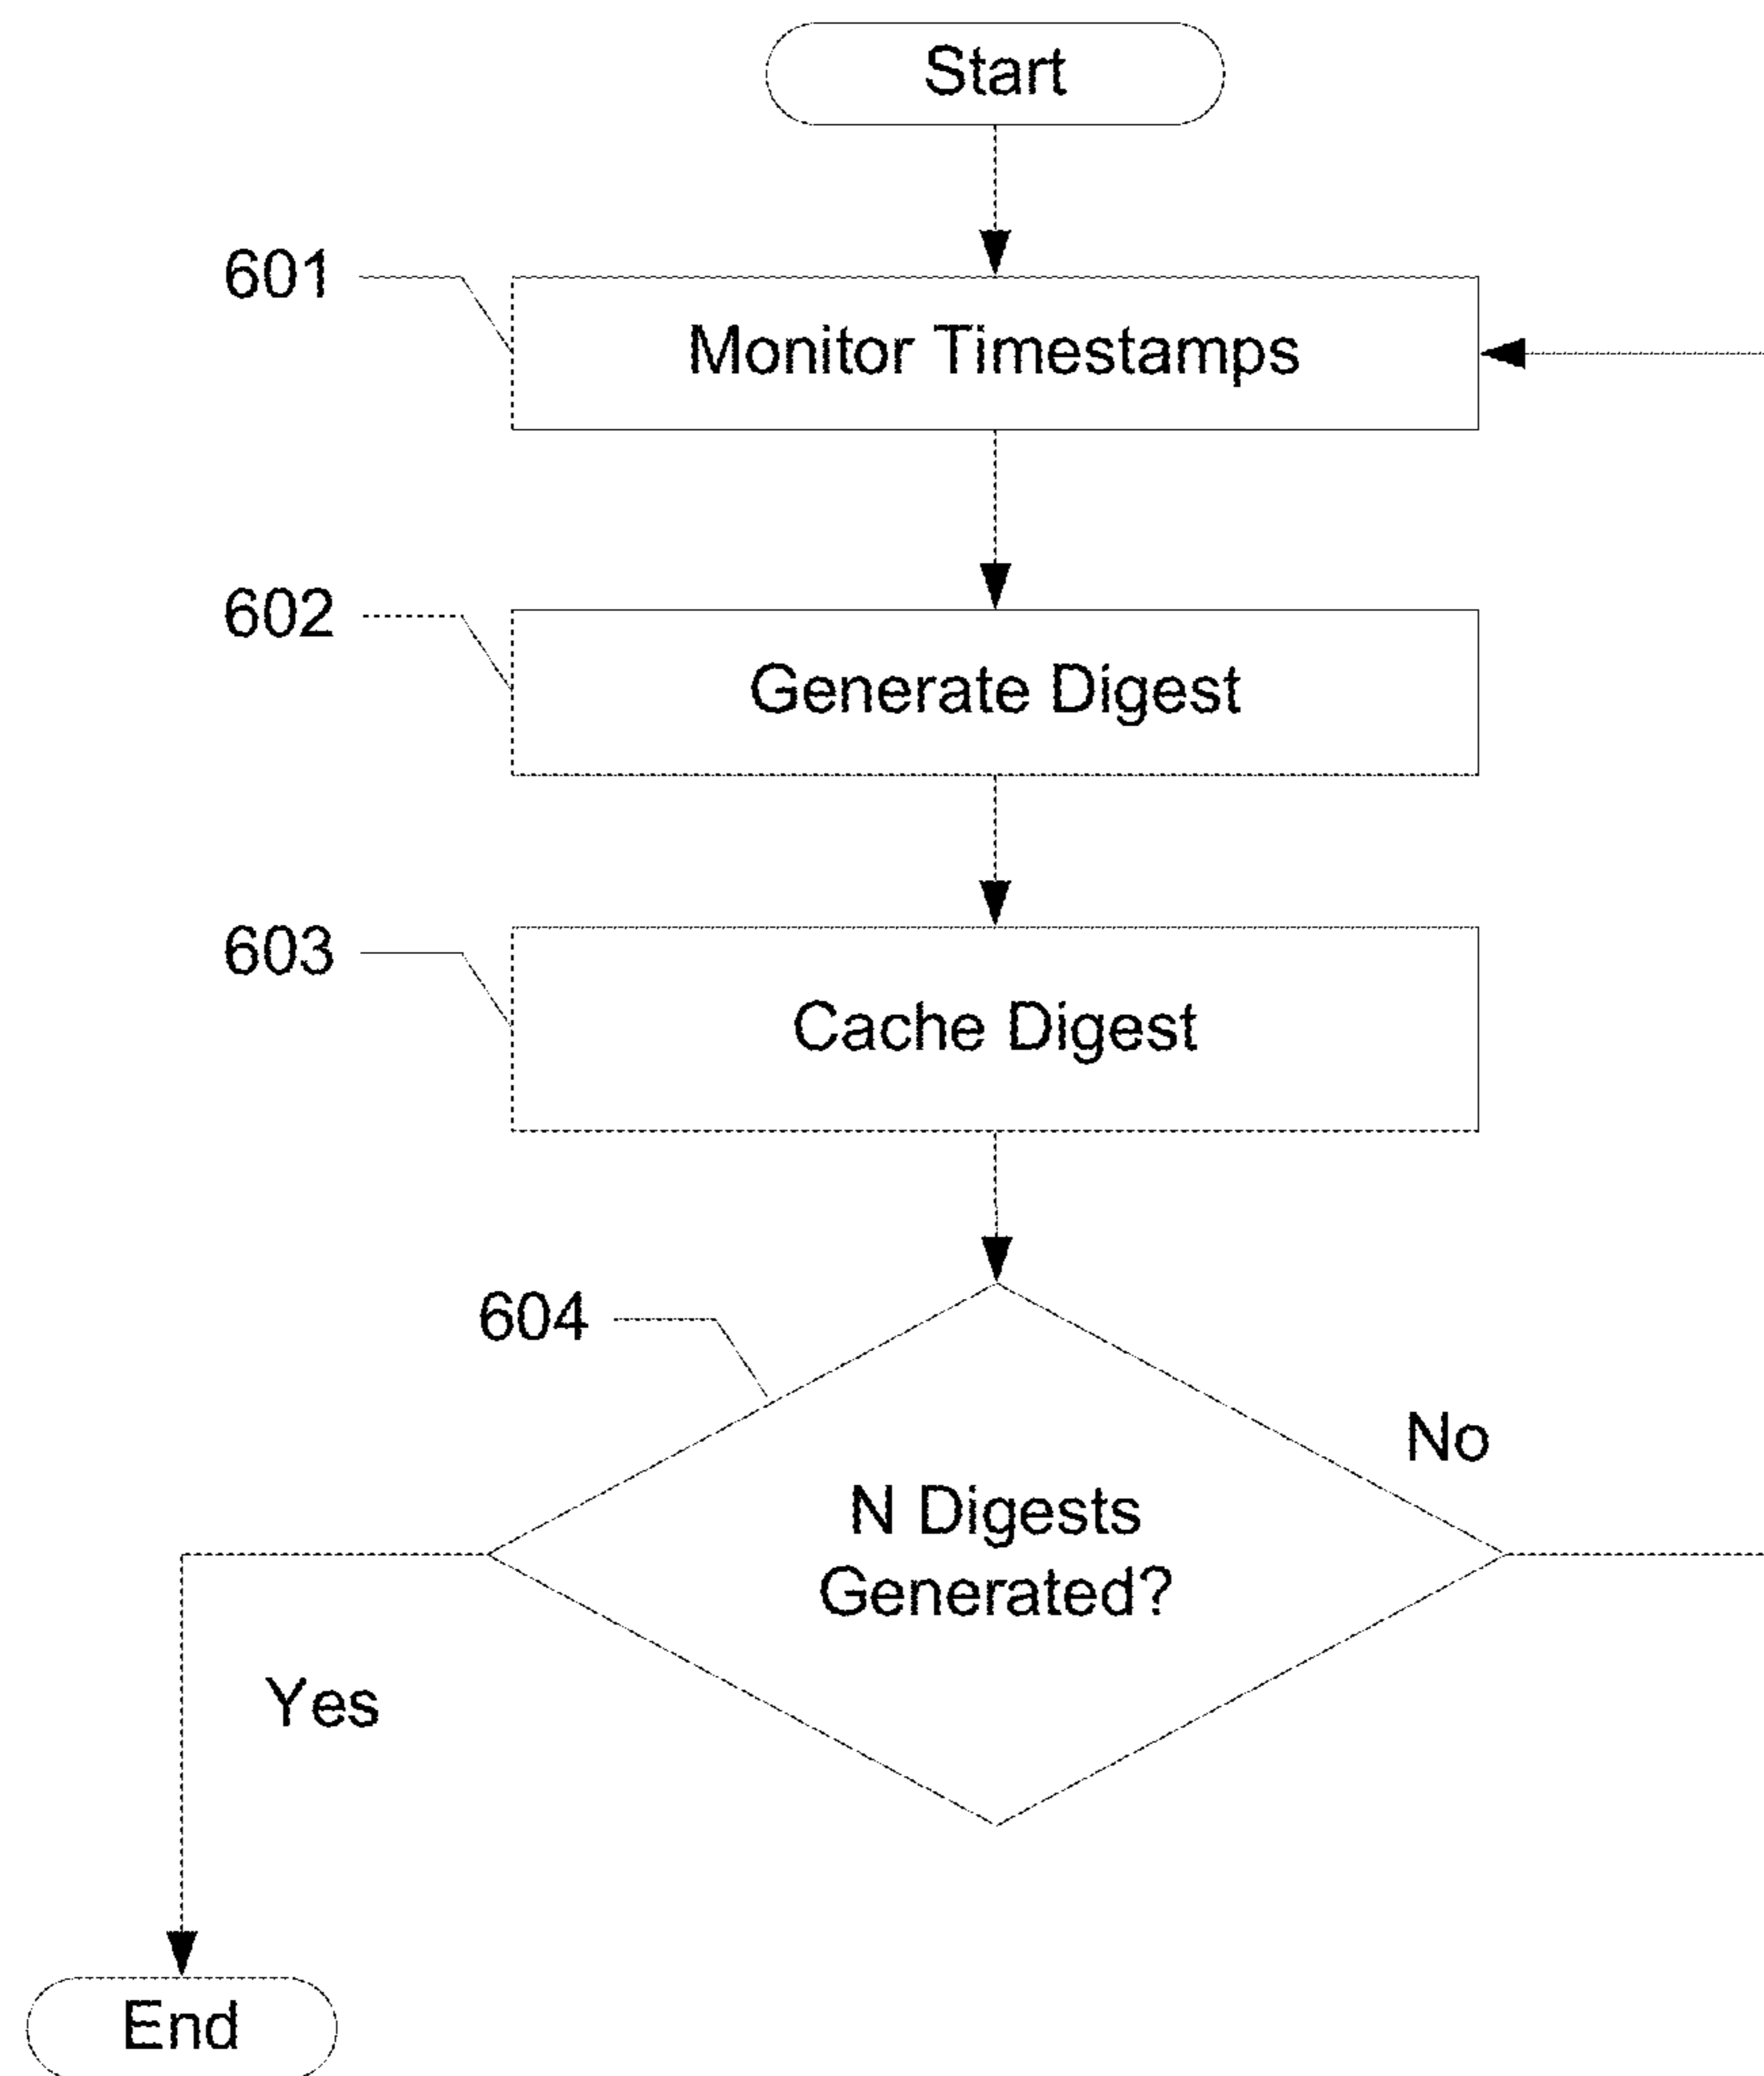 Start
601
Monitor Timestamps
602
Generate Digest
603
Cache Digest
604
No
N Digests
Generated?
Yes
End